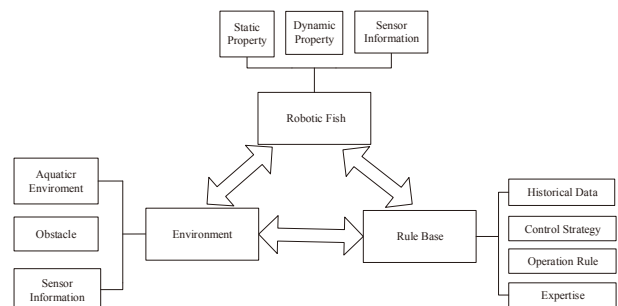 Static
Property
Dynamic
Property
Sensor
Information
Robotic Fish
Aquaticr
Enviroment
Obstacle
Sensor
Information
Environment
Rule Base
Historical Data
Control Strategy
Operation Rule
Expertise